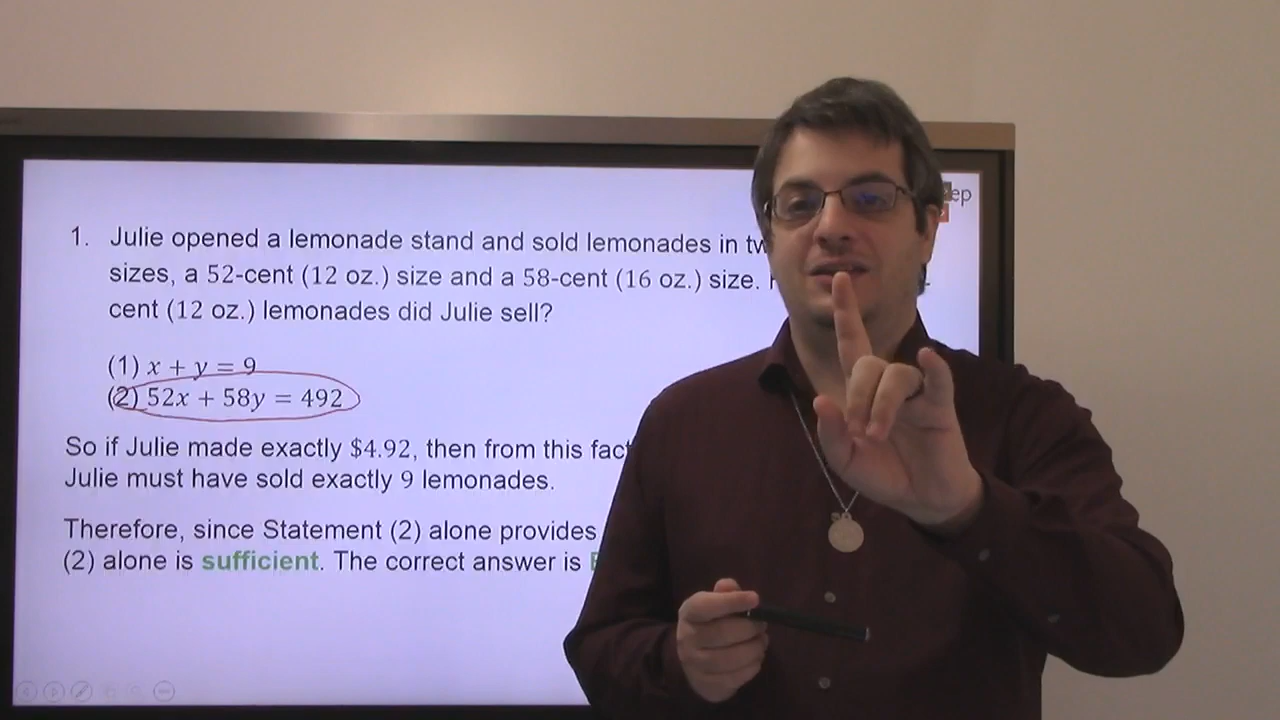 ep
1. Julie opened a lemonade stand and sold lemonades in
sizes, a 52-cent (12 oz.) size and a 58-cent (16 oz.) size.
cent (12 oz.) lemonades did Julie sell?
(1) x + y = 9
(2) 52x + 58y = 492
So if Julie made exactly $4.92, then from this
Julie must have sold exactly 9 lemonades.
Therefore, since Statement (2) alone provides
(2) alone is sufficient. The correct answer is